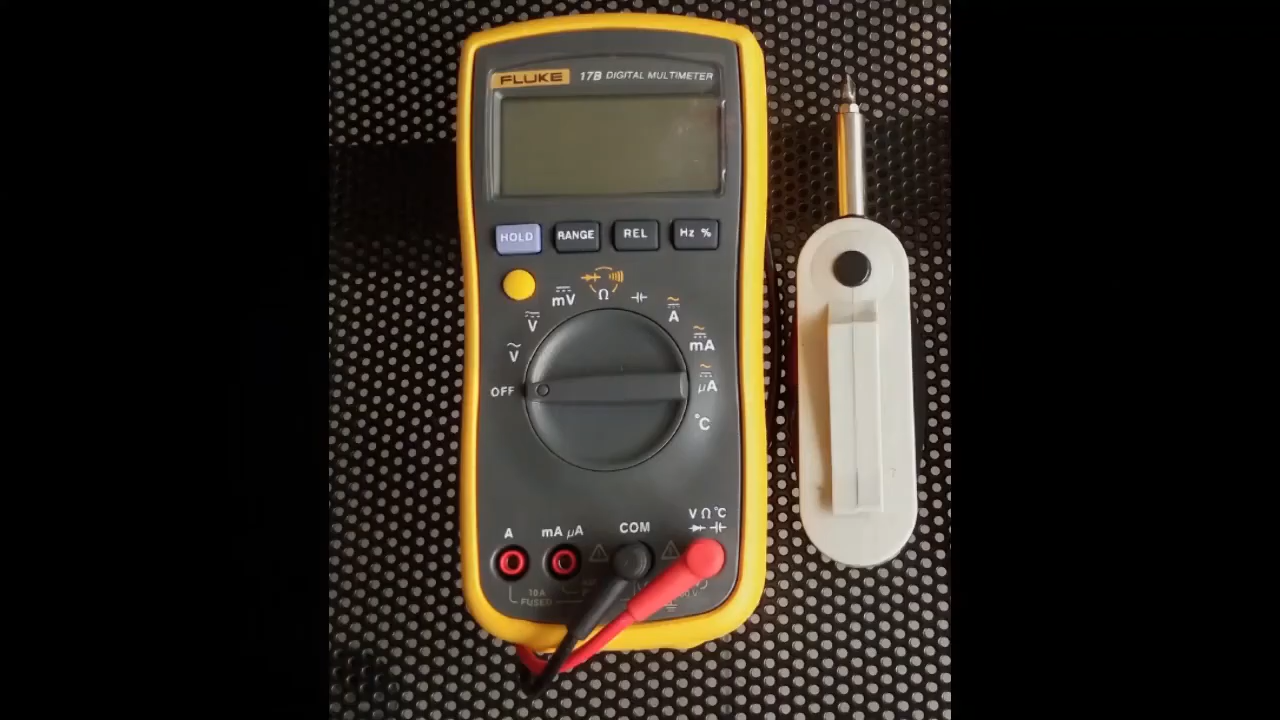 FLUKE 17B DIGITAL MULTIMETER
HOLD RANGE REL Hz %
mV Ω A
V mA
V µA
OFF °C
V Ω °C
A mA µA COM
10A
FUSED